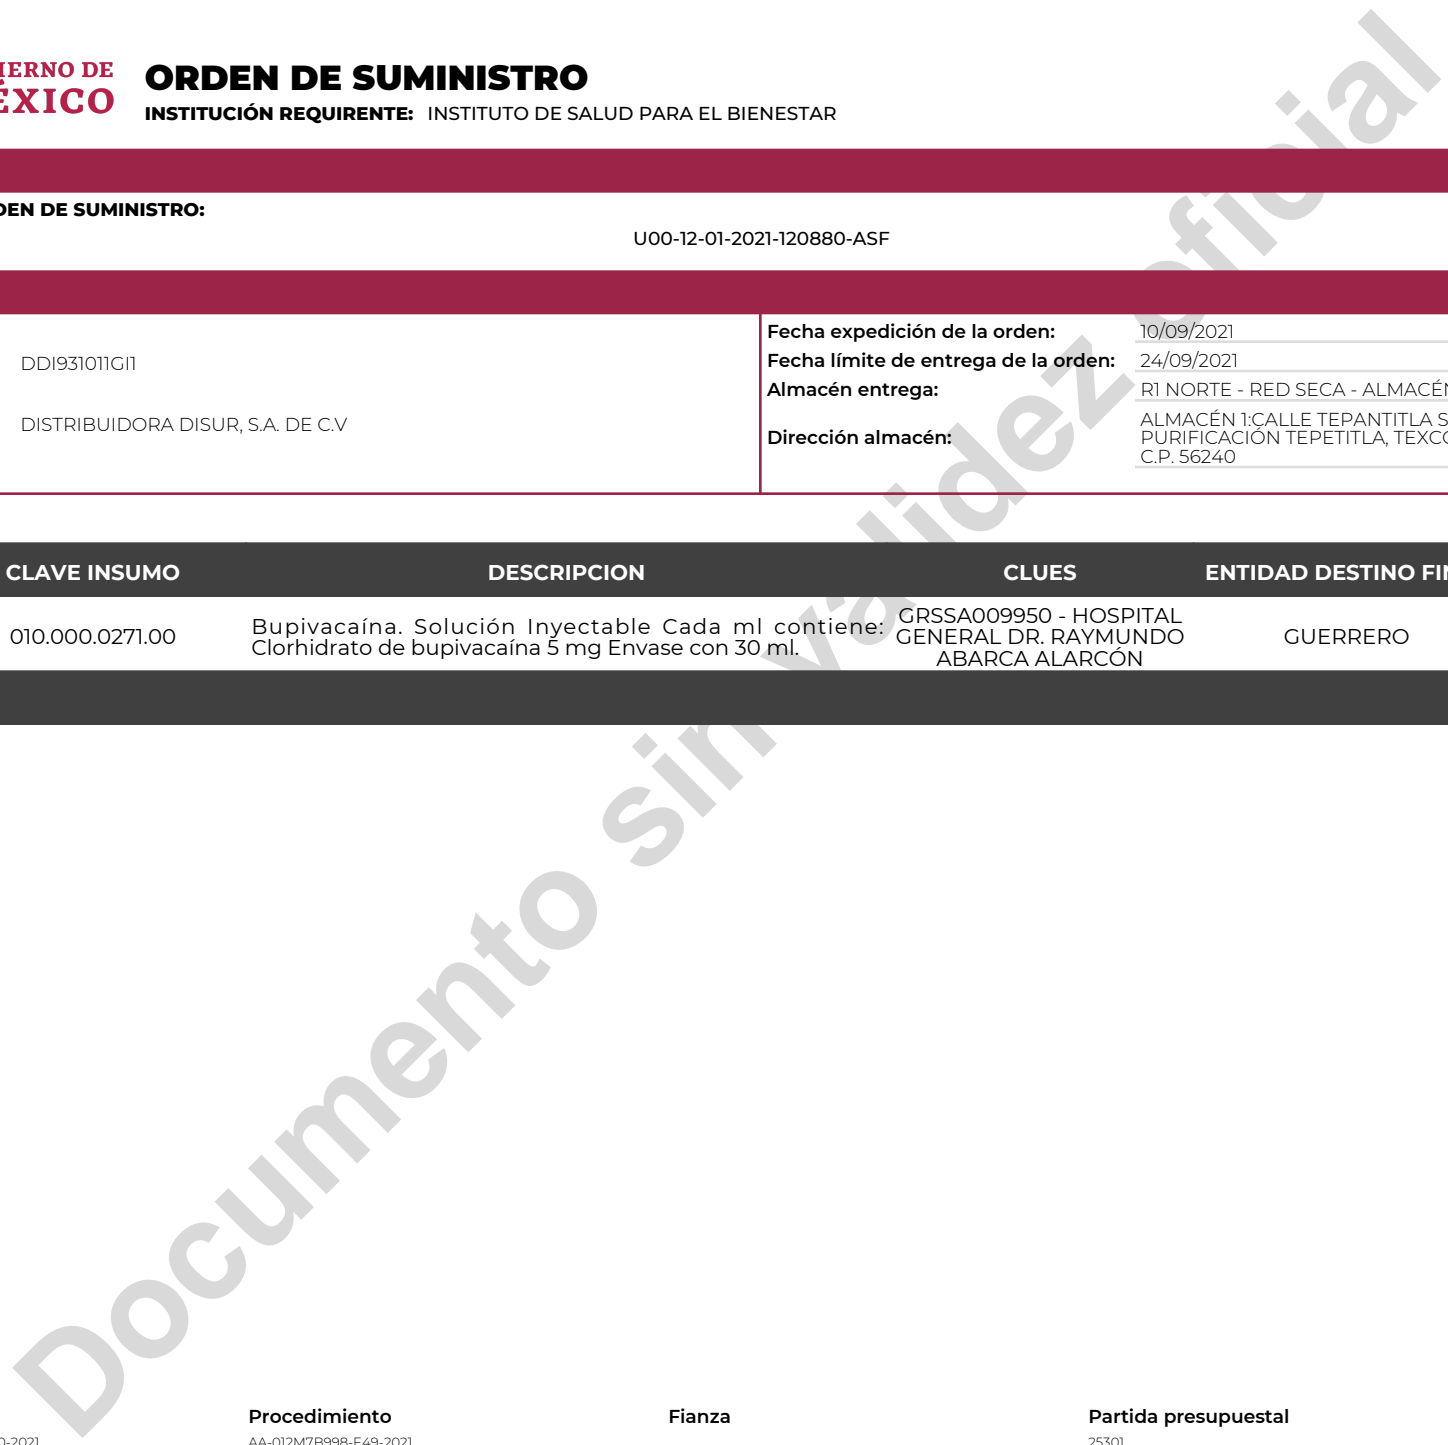 IERNO DE
ÉXICO
ORDEN DE SUMINISTRO
INSTITUCIÓN REQUIRENTE: INSTITUTO DE SALUD PARA EL BIENESTAR
DEN DE SUMINISTRO:
U00-12-01-2021-120880-ASF
DDI931011GI1
DISTRIBUIDORA DISUR, S.A. DE C.V
Fecha expedición de la orden: 10/09/2021
Fecha límite de entrega de la orden: 24/09/2021
Almacén entrega: R1 NORTE - RED SECA - ALMACÉN
Dirección almacén:
ALMACÉN 1:CALLE TEPANTITLA S
PURIFICACIÓN TEPETITLA, TEXCO
C.P. 56240
CLAVE INSUMO DESCRIPCION CLUES ENTIDAD DESTINO FIN
010.000.0271.00
Bupivacaína. Solución Inyectable Cada ml contiene:
Clorhidrato de bupivacaína 5 mg Envase con 30 ml.
GRSSA009950 - HOSPITAL
GENERAL DR. RAYMUNDO
ABARCA ALARCÓN
GUERRERO
Documento sin validez oficial
Procedimiento Fianza Partida presupuestal
0-2021 AA-012M7B998-E49-2021 25301